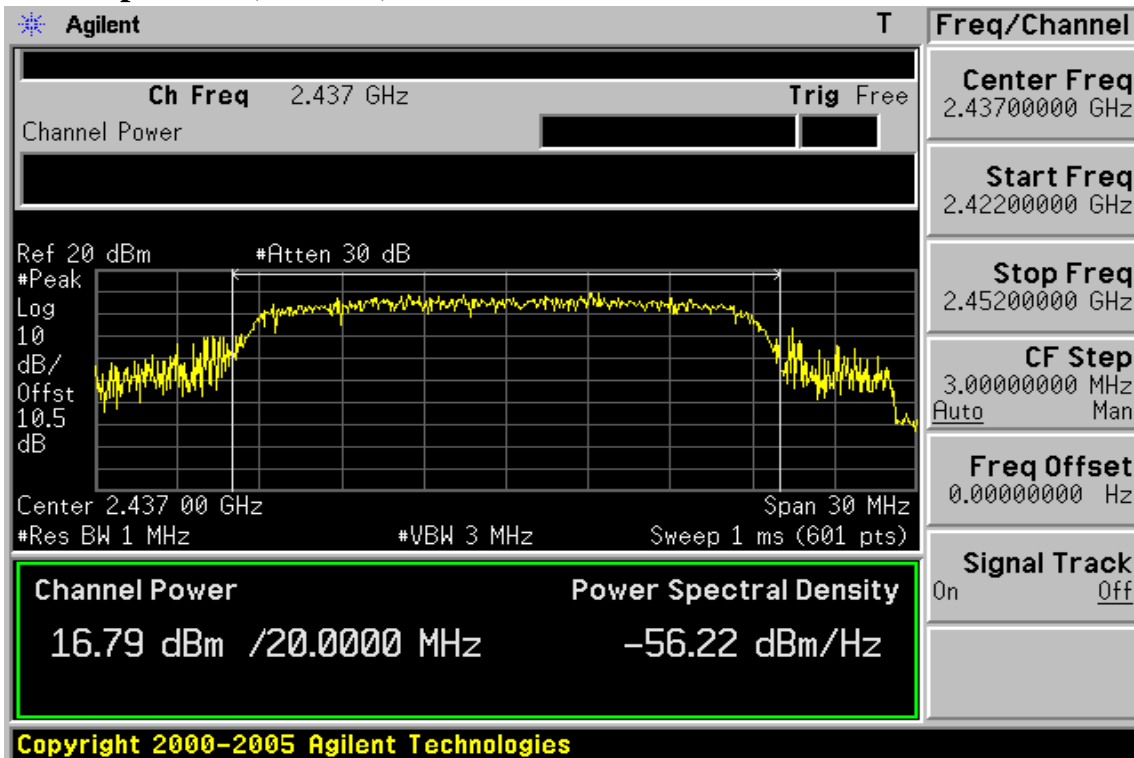 Agilent T
Ch Freq 2.437 GHz Trig Free
Channel Power
Ref 20 dBm #Atten 30 dB
#Peak
Log
10
dB/
Offst
10.5
dB
Center 2.437 00 GHz Span 30 MHz
#Res BW 1 MHz #VBW 3 MHz Sweep 1 ms (601 pts)
Channel Power Power Spectral Density
16.79 dBm /20.0000 MHz -56.22 dBm/Hz
Copyright 2000-2005 Agilent Technologies
Freq/Channel
Center Freq
2.43700000 GHz
Start Freq
2.42200000 GHz
Stop Freq
2.45200000 GHz
CF Step
3.00000000 MHz
Auto Man
Freq Offset
0.00000000 Hz
Signal Track
On Off